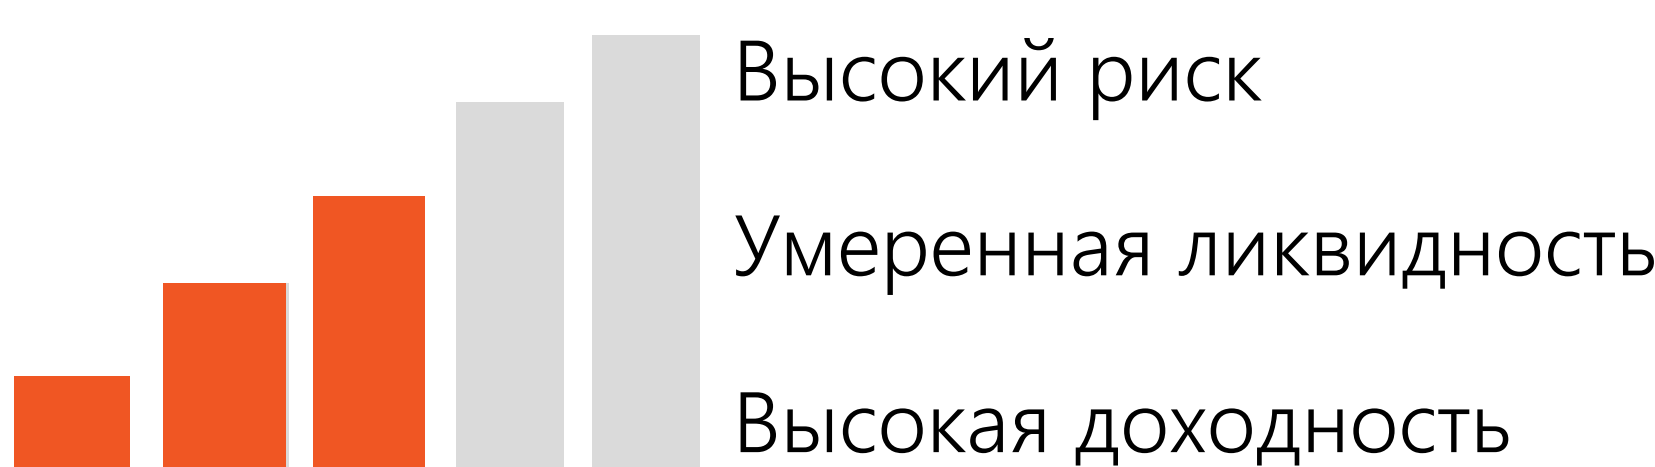 Высокий риск
Умеренная ликвидность
Высокая доходность